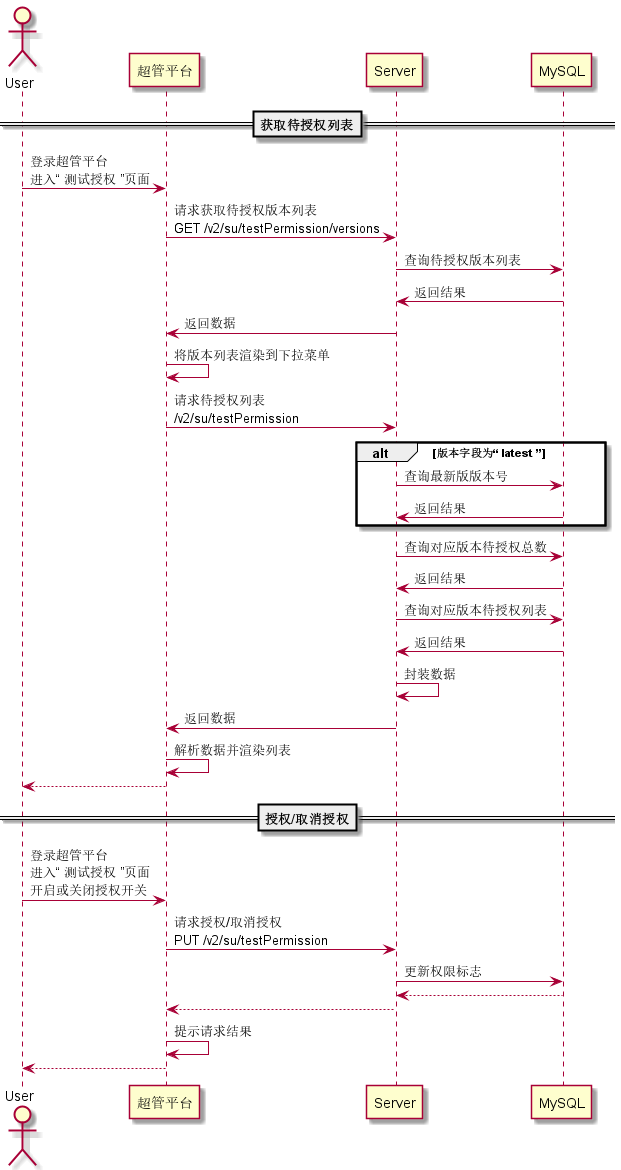 User
超管平台
Server
MySQL
获取待授权列表
登录超管平台
进入“ 测试授权 ”页面
请求获取待授权版本列表
GET /v2/su/testPermission/versions
查询待授权版本列表
返回结果
返回数据
将版本列表渲染到下拉菜单
请求待授权列表
/v2/su/testPermission
alt
[版本字段为“ latest ”]
查询最新版版本号
返回结果
查询对应版本待授权总数
返回结果
查询对应版本待授权列表
返回结果
封装数据
返回数据
解析数据并渲染列表
授权/取消授权
登录超管平台
进入“ 测试授权 ”页面
开启或关闭授权开关
请求授权/取消授权
PUT /v2/su/testPermission
更新权限标志
提示请求结果
User
超管平台
Server
MySQL